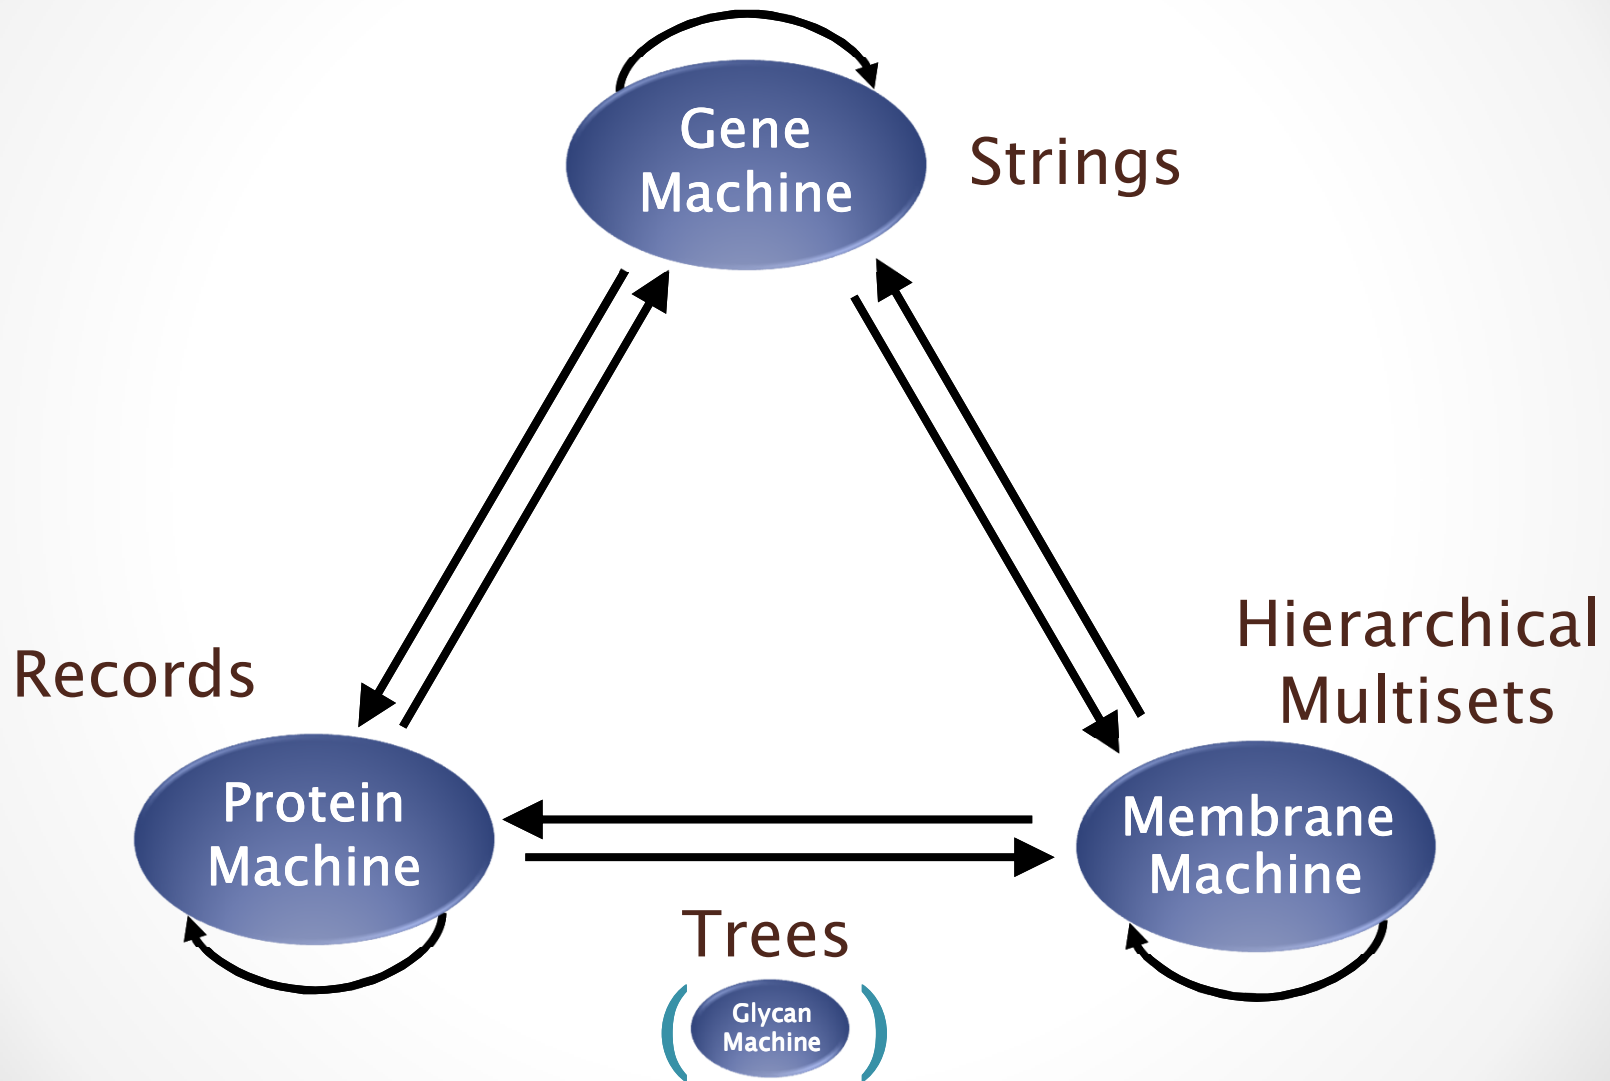 Gene
Machine
Strings
Hierarchical
Multisets
Records
Protein
Machine
Membrane
Machine
Trees
(Glycan
Machine)